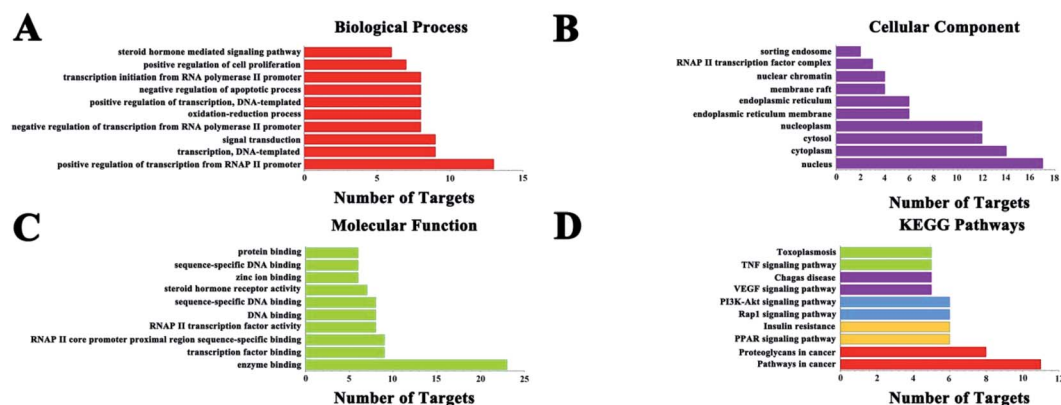 A
Biological Process
steroid hormone mediated signaling pathway
positive regulation of cell proliferation
transcription initiation from RNA polymerase II promoter
negative regulation of apoptotic process
positive regulation of transcription, DNA-templated
oxidation-reduction process
negative regulation of transcription from RNA polymerase II promoter
signal transduction
transcription, DNA-templated
positive regulation of transcription from RNAP II promoter
0 5 10 15
Number of Targets
B
Cellular Component
sorting endosome
RNAP II transcription factor complex
nuclear chromatin
membrane raft
endoplasmic reticulum
endoplasmic reticulum membrane
nucleoplasm
cytosol
cytoplasm
nucleus
0 2 4 6 8 10 12 14 16 18
Number of Targets
C
Molecular Function
protein binding
sequence-specific DNA binding
zinc ion binding
steroid hormone receptor activity
sequence-specific DNA binding
DNA binding
RNAP II transcription factor activity
RNAP II core promoter proximal region sequence-specific binding
transcription factor binding
enzyme binding
0 5 10 15 20 25
Number of Targets
D
KEGG Pathways
Toxoplasmosis
TNF signaling pathway
Chagas disease
VEGF signaling pathway
PI3K-Akt signaling pathway
Rap1 signaling pathway
Insulin resistance
PPAR signaling pathway
Proteoglycans in cancer
Pathways in cancer
0 2 4 6 8 10 12
Number of Targets